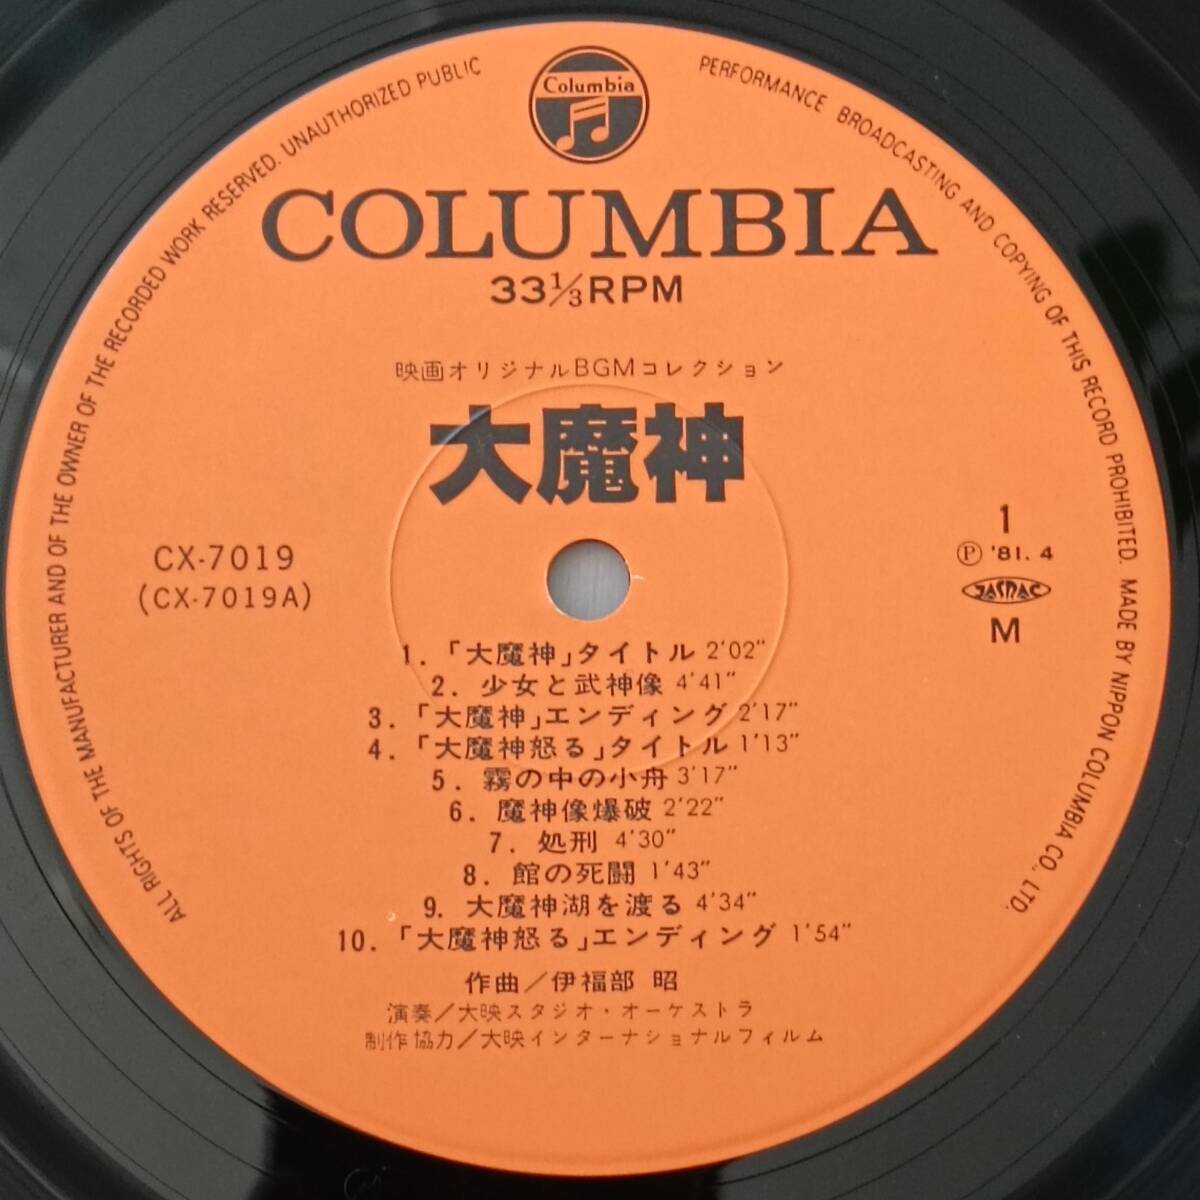 ALL RIGHTS OF THE MANUFACTURER AND OF THE OWNER OF THE RECORDED WORK RESERVED. UNAUTHORIZED PUBLIC PERFORMANCE BROADCASTING AND COPYING OF THIS RECORD PROHIBITED. MADE BY NIPPON COLUMBIA CO., LTD.
Columbia
COLUMBIA
33 1/3 RPM
映画オリジナルBGMコレクション
大魔神
CX-7019
(CX-7019A)
1
Ⓟ '81. 4
JASRAC
M
1. 「大魔神」タイトル 2'02"
2. 少女と武神像 4'41"
3. 「大魔神」エンディング 2'17"
4. 「大魔神怒る」タイトル 1'13"
5. 霧の中の小舟 3'17"
6. 魔神像爆破 2'22"
7. 処刑 4'30"
8. 館の死闘 1'43"
9. 大魔神湖を渡る 4'34"
10. 「大魔神怒る」エンディング 1'54"
作曲/伊福部 昭
演奏/大映スタジオ・オーケストラ
制作協力/大映インターナショナルフィルム